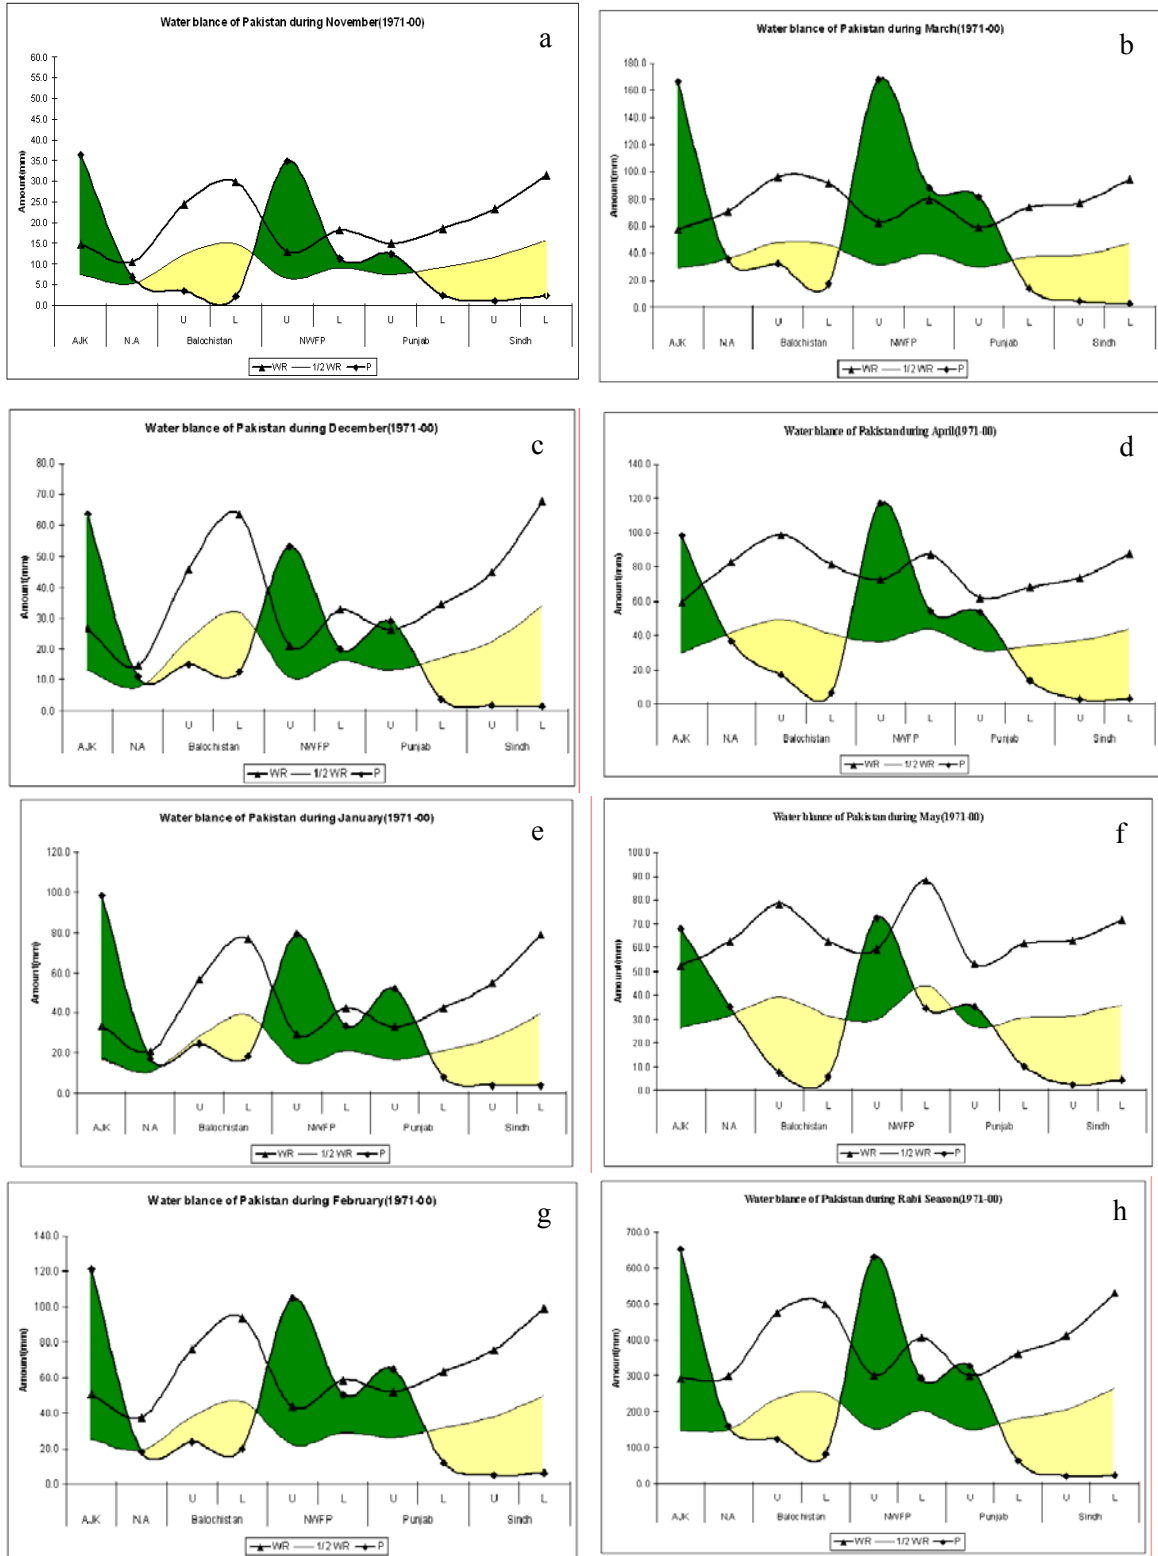 Water blance of Pakistan during November(1971-00)
a
Amount(mm)
60.0
55.0
50.0
45.0
40.0
35.0
30.0
25.0
20.0
15.0
10.0
5.0
0.0
U L U L U L U L
AJK N.A Balochistan NWFP Punjab Sindh
WR 1/2 WR P
Water blance of Pakistan during March(1971-00)
b
Amount(mm)
180.0
160.0
140.0
120.0
100.0
80.0
60.0
40.0
20.0
0.0
U L U L U L U L
AJK N.A Balochistan NWFP Punjab Sindh
WR 1/2 WR P
Water blance of Pakistan during December(1971-00)
c
Amount(mm)
80.0
70.0
60.0
50.0
40.0
30.0
20.0
10.0
0.0
U L U L U L U L
AJK N.A Balochistan NWFP Punjab Sindh
WR 1/2 WR P
Water blance of Pakistan during April(1971-00)
d
Amount(mm)
140.0
120.0
100.0
80.0
60.0
40.0
20.0
0.0
U L U L U L U L
AJK N.A Balochistan NWFP Punjab Sindh
WR 1/2 WR P
Water blance of Pakistan during January(1971-00)
e
Amount(mm)
120.0
100.0
80.0
60.0
40.0
20.0
0.0
U L U L U L U L
AJK N.A Balochistan NWFP Punjab Sindh
WR 1/2 WR P
Water blance of Pakistan during May(1971-00)
f
Amount(mm)
100.0
90.0
80.0
70.0
60.0
50.0
40.0
30.0
20.0
10.0
0.0
U L U L U L U L
AJK N.A Balochistan NWFP Punjab Sindh
WR 1/2 WR P
Water blance of Pakistan during February(1971-00)
g
Amount(mm)
140.0
120.0
100.0
80.0
60.0
40.0
20.0
0.0
U L U L U L U L
AJK N.A Balochistan NWFP Punjab Sindh
WR 1/2 WR P
Water blance of Pakistan during Rabi Season(1971-00)
h
Amount(mm)
700.0
600.0
500.0
400.0
300.0
200.0
100.0
0.0
U L U L U L U L
AJK N.A Balochistan NWFP Punjab Sindh
WR 1/2 WR P